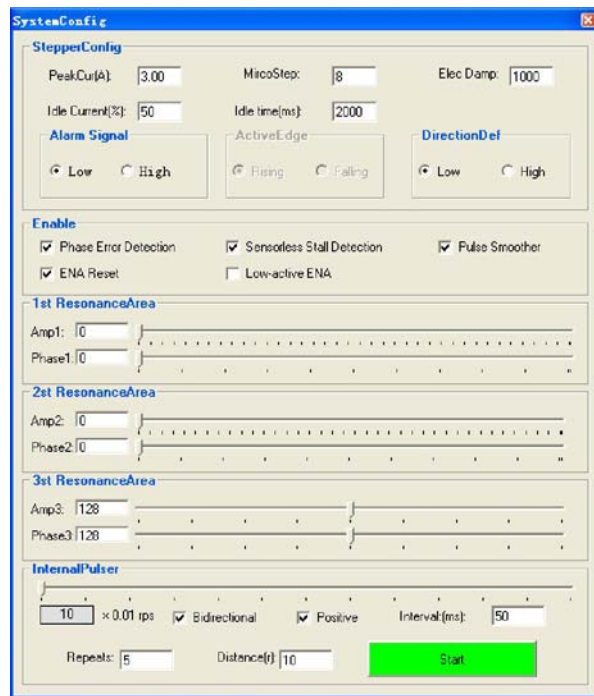 SystemConfig
StepperConfig
PeakCur(A): 3.00 MircoStep: 8 Elec Damp: 1000
Idle Current(%): 50 Idle time(ms): 2000
Alarm Signal ActiveEdge DirectionDef
Low High Rising Falling Low High
Enable
Phase Error Detection Sensorless Stall Detection Pulse Smoother
ENA Reset Low-active ENA
1st ResonanceArea
Amp1: 0
Phase1: 0
2st ResonanceArea
Amp2: 0
Phase2: 0
3st ResonanceArea
Amp3: 128
Phase3: 128
InternalPulser
10 × 0.01 rps Bidirectional Positive Interval:(ms): 50
Repeats: 5 Distance(r): 10 Start